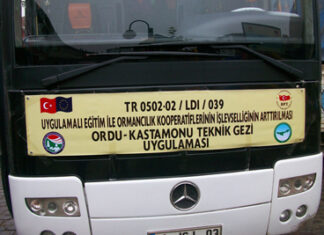 TR 0502-02 / LDI / 039
UYGULAMALI EĞİTİM İLE ORMANCILIK KOOPERATİFLERİNİN İŞLEVSELLİĞİNİN ARTTIRILMASI
ORDU-KASTAMONU TEKNİK GEZİ
UYGULAMASI